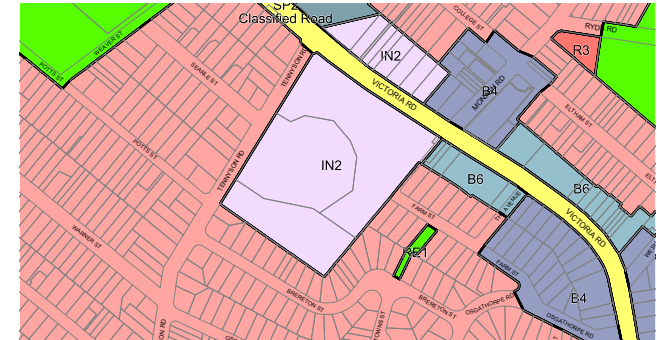 SP2
Classified Road
COLLEGE ST
RYDE RD
R3
WEAVER ST
POTTS ST
SEARLE ST
TENNYSON RD
IN2
VICTORIA RD
MONASH RD
B4
ELTHAM ST
POTTS ST
TENNYSON RD
IN2
B6
B6
FARM ST
AVENUE
VICTORIA RD
WARNER ST
RE1
FARM ST
B4
BRERETON ST
BRERETON ST
OSGATHORPE RD
OSGATHORPE RD